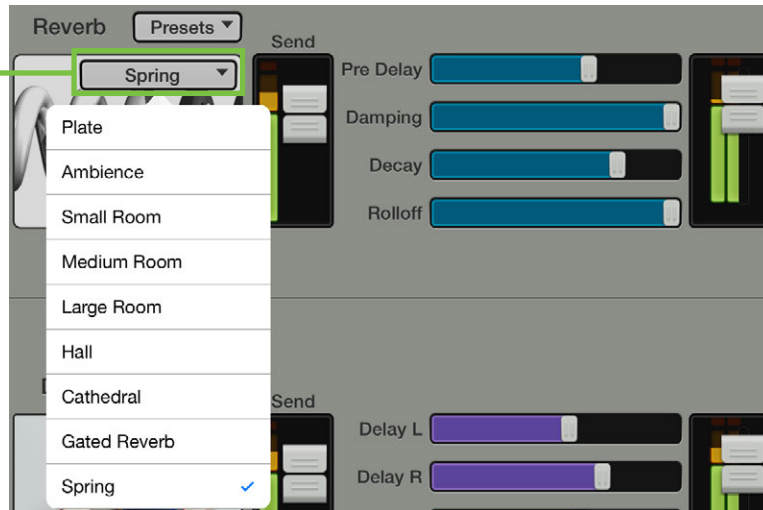 Reverb
Presets
Send
Spring
Pre Delay
Plate
Damping
Ambience
Decay
Small Room
Rolloff
Medium Room
Large Room
Hall
Cathedral
Send
Gated Reverb
Delay L
Spring
Delay R